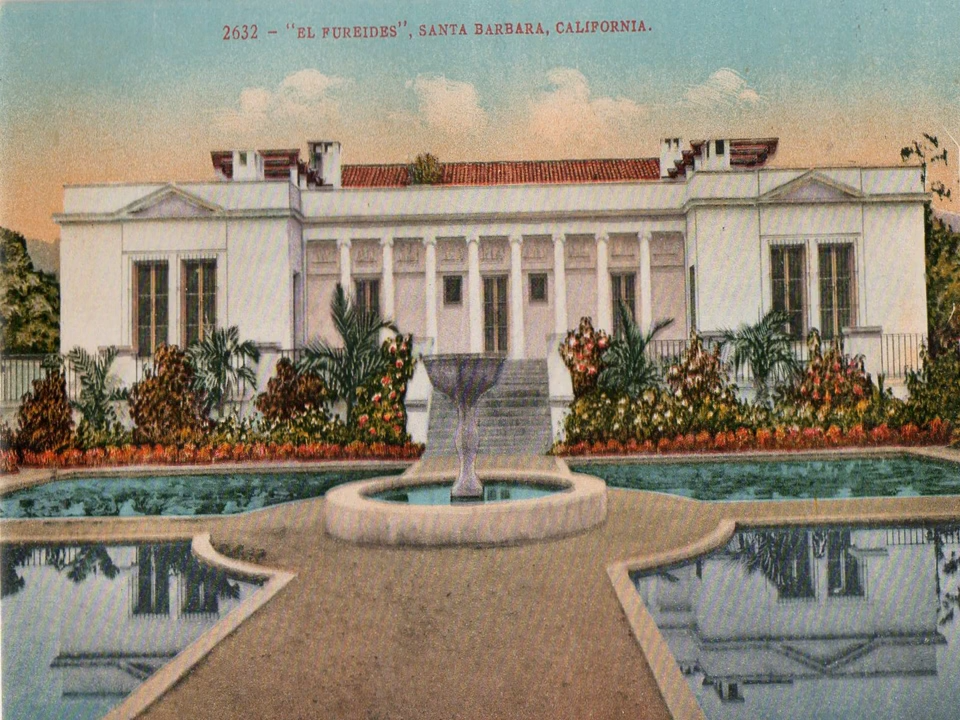 2632 – "EL FUREIDES", SANTA BARBARA, CALIFORNIA.